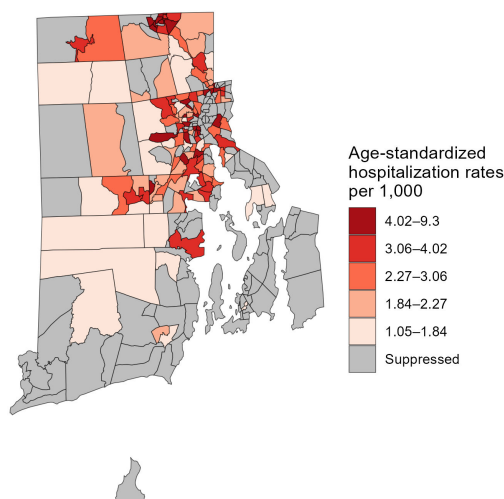 Age-standardized
hospitalization rates
per 1,000
4.02–9.3
3.06–4.02
2.27–3.06
1.84–2.27
1.05–1.84
Suppressed